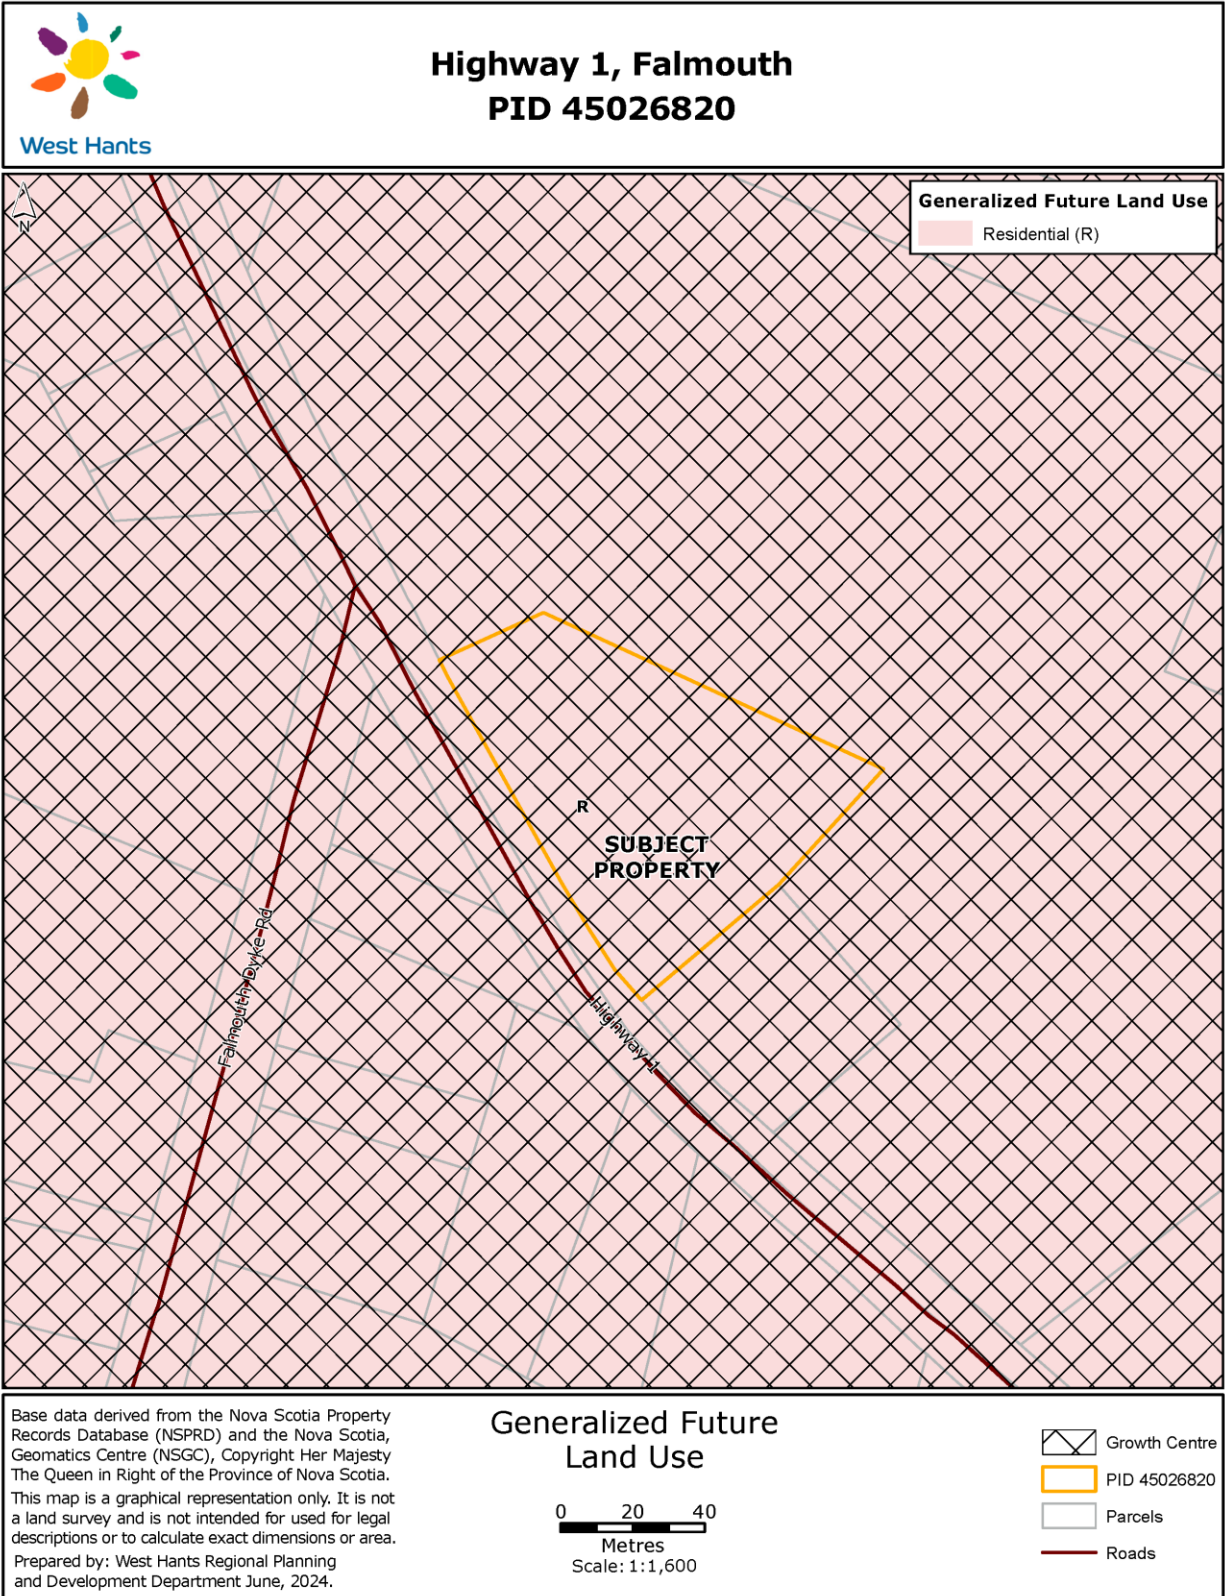 West Hants
Highway 1, Falmouth
PID 45026820
N
Generalized Future Land Use
Residential (R)
R
SUBJECT
PROPERTY
Falmouth Dyke Rd
Highway 1
Base data derived from the Nova Scotia Property
Records Database (NSPRD) and the Nova Scotia,
Geomatics Centre (NSGC), Copyright Her Majesty
The Queen in Right of the Province of Nova Scotia.
This map is a graphical representation only. It is not
a land survey and is not intended for used for legal
descriptions or to calculate exact dimensions or area.
Prepared by: West Hants Regional Planning
and Development Department June, 2024.
Generalized Future
Land Use
0 20 40
Metres
Scale: 1:1,600
Growth Centre
PID 45026820
Parcels
Roads